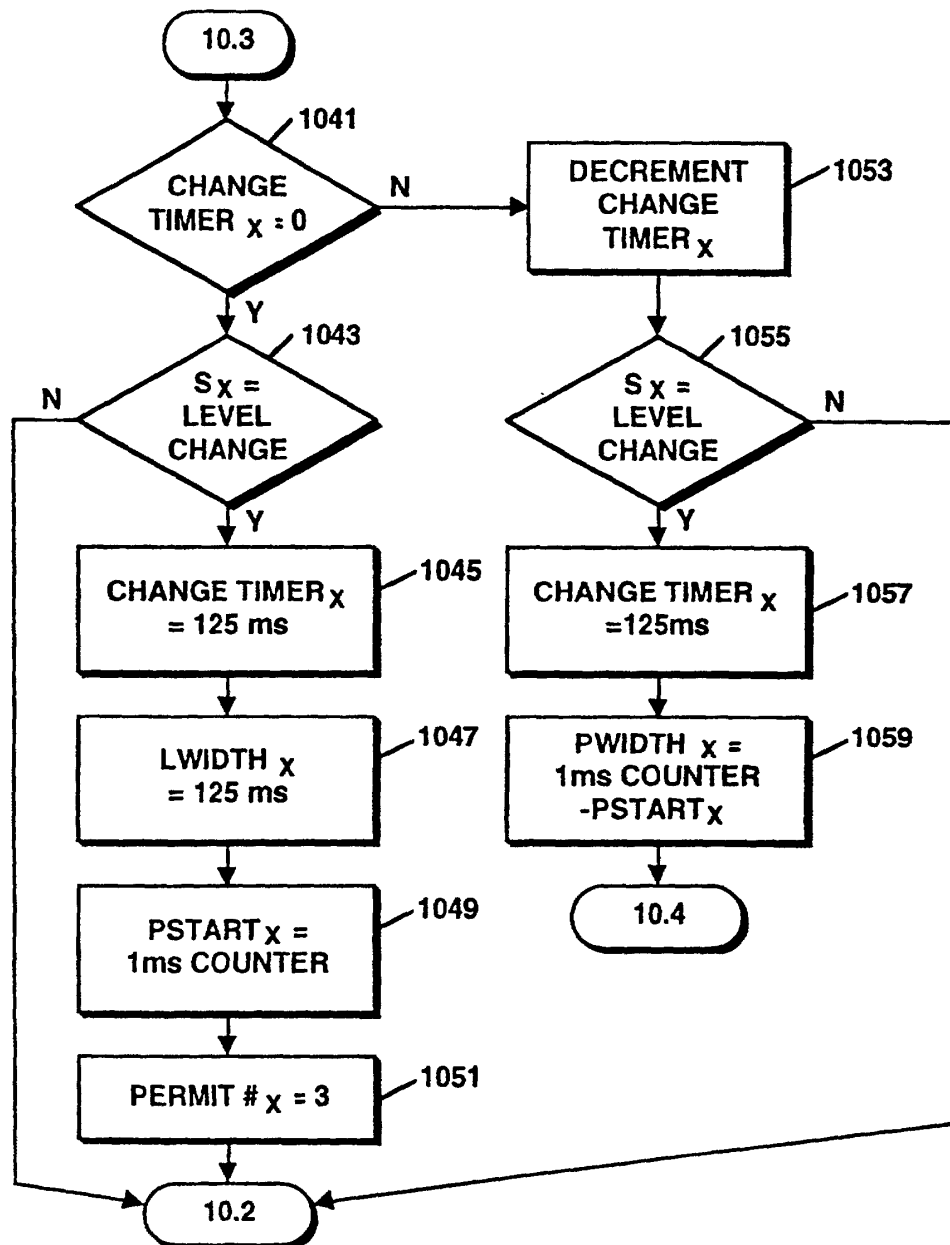 10.3
1041
CHANGE
TIMER X = 0
N
Y
DECREMENT
CHANGE
TIMER X
1053
1043
S X =
LEVEL
CHANGE
N
Y
1055
S X =
LEVEL
CHANGE
N
Y
CHANGE TIMER X
= 125 ms
1045
CHANGE TIMER X
=125ms
1057
LWIDTH X
= 125 ms
1047
PWIDTH X =
1ms COUNTER
-PSTART X
1059
PSTART X =
1ms COUNTER
1049
10.4
PERMIT # X = 3
1051
10.2